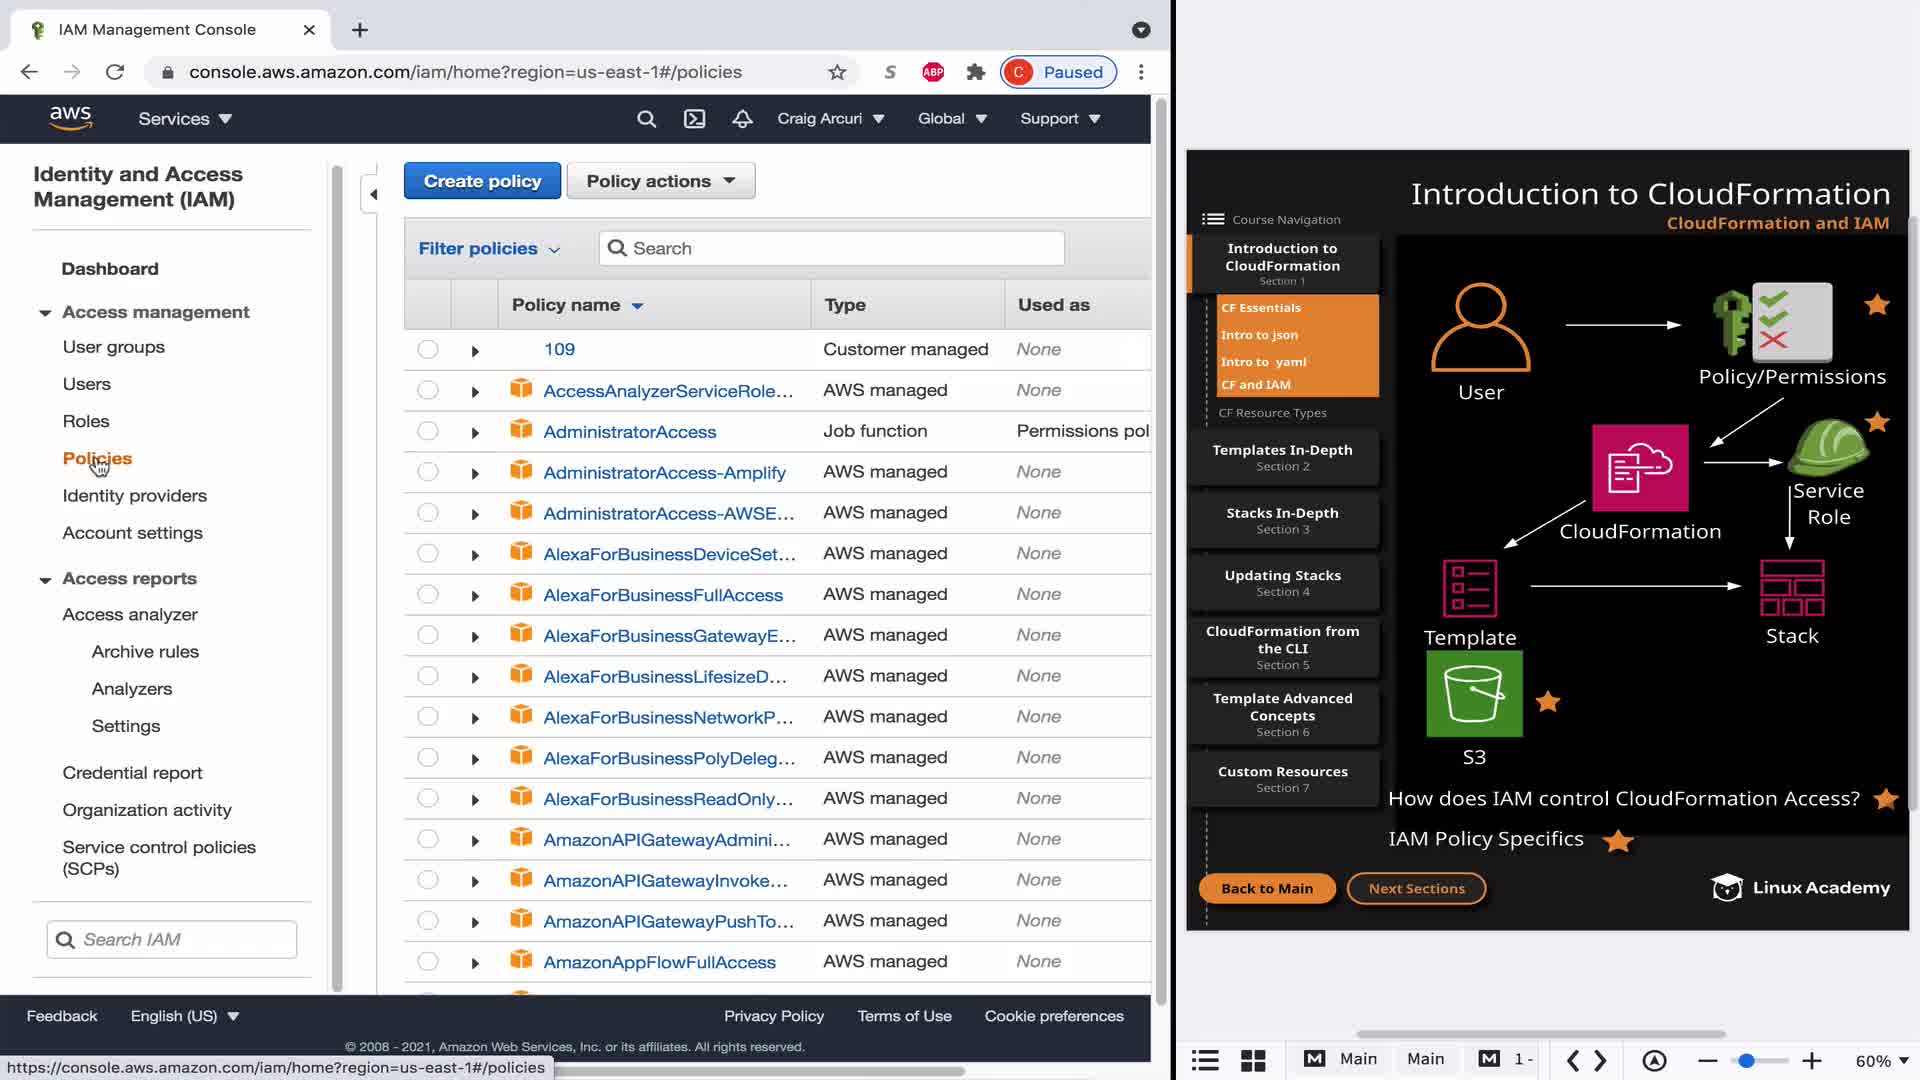 IAM Management Console
console.aws.amazon.com/iam/home?region=us-east-1#/policies
S
ABP
C
Paused
aws
Services
Craig Arcuri
Global
Support
Identity and Access
Management (IAM)
Dashboard
Access management
User groups
Users
Roles
Policies
Identity providers
Account settings
Access reports
Access analyzer
Archive rules
Analyzers
Settings
Credential report
Organization activity
Service control policies
(SCPs)
Search IAM
Create policy
Policy actions
Filter policies
Search
Policy name Type Used as
109 Customer managed None
AccessAnalyzerServiceRole... AWS managed None
AdministratorAccess Job function Permissions pol
AdministratorAccess-Amplify AWS managed None
AdministratorAccess-AWSE... AWS managed None
AlexaForBusinessDeviceSet... AWS managed None
AlexaForBusinessFullAccess AWS managed None
AlexaForBusinessGatewayE... AWS managed None
AlexaForBusinessLifesizeD... AWS managed None
AlexaForBusinessNetworkP... AWS managed None
AlexaForBusinessPolyDeleg... AWS managed None
AlexaForBusinessReadOnly... AWS managed None
AmazonAPIGatewayAdmini... AWS managed None
AmazonAPIGatewayInvoke... AWS managed None
AmazonAPIGatewayPushTo... AWS managed None
AmazonAppFlowFullAccess AWS managed None
Feedback
English (US)
Privacy Policy
Terms of Use
Cookie preferences
© 2008 - 2021, Amazon Web Services, Inc. or its affiliates. All rights reserved.
https://console.aws.amazon.com/iam/home?region=us-east-1#/policies
Introduction to CloudFormation
CloudFormation and IAM
Course Navigation
Introduction to
CloudFormation
Section 1
CF Essentials
Intro to json
Intro to yaml
CF and IAM
CF Resource Types
Templates In-Depth
Section 2
Stacks In-Depth
Section 3
Updating Stacks
Section 4
CloudFormation from
the CLI
Section 5
Template Advanced
Concepts
Section 6
Custom Resources
Section 7
User
Policy/Permissions
CloudFormation
Service
Role
Template
Stack
S3
How does IAM control CloudFormation Access?
IAM Policy Specifics
Back to Main
Next Sections
Linux Academy
M Main
Main
M 1 -
60%